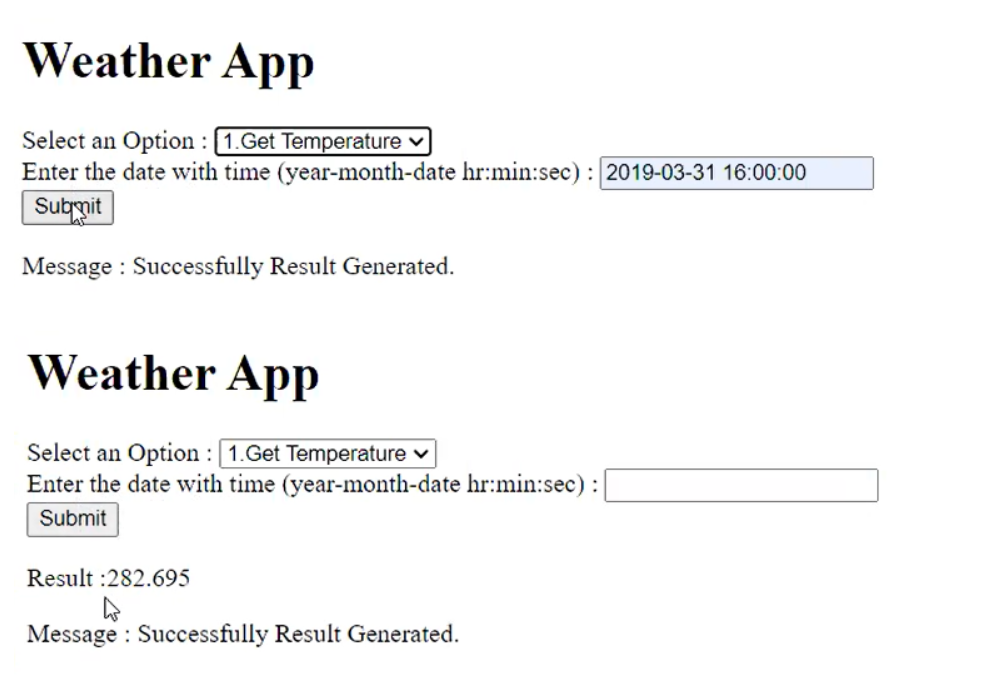 Weather App
Select an Option : 1.Get Temperature
Enter the date with time (year-month-date hr:min:sec) : 2019-03-31 16:00:00
Submit
Message : Successfully Result Generated.
Weather App
Select an Option : 1.Get Temperature
Enter the date with time (year-month-date hr:min:sec) :
Submit
Result :282.695
Message : Successfully Result Generated.